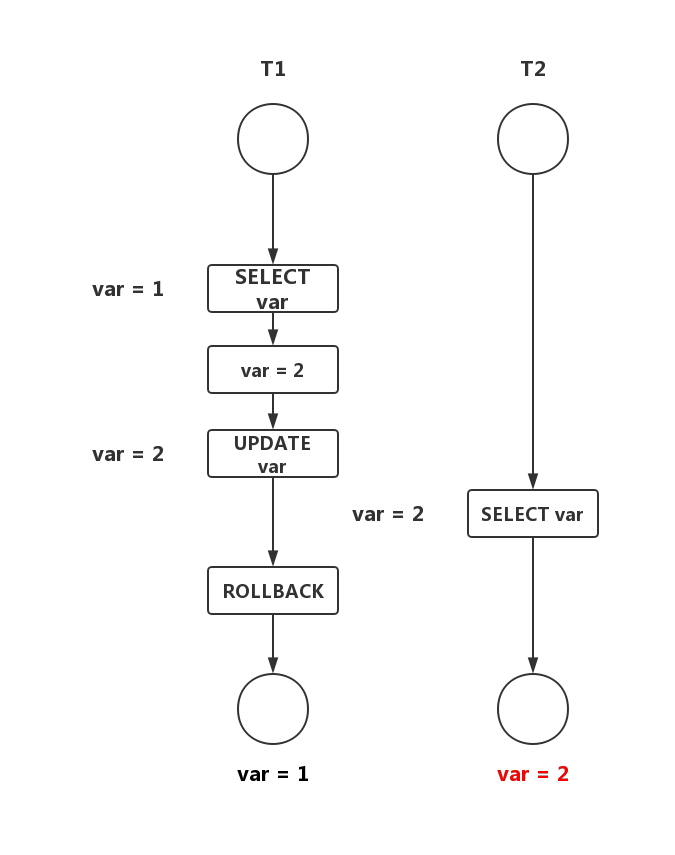 T1
T2
var = 1
SELECT
var
var = 2
var = 2
UPDATE
var
var = 2
SELECT var
ROLLBACK
var = 1
var = 2